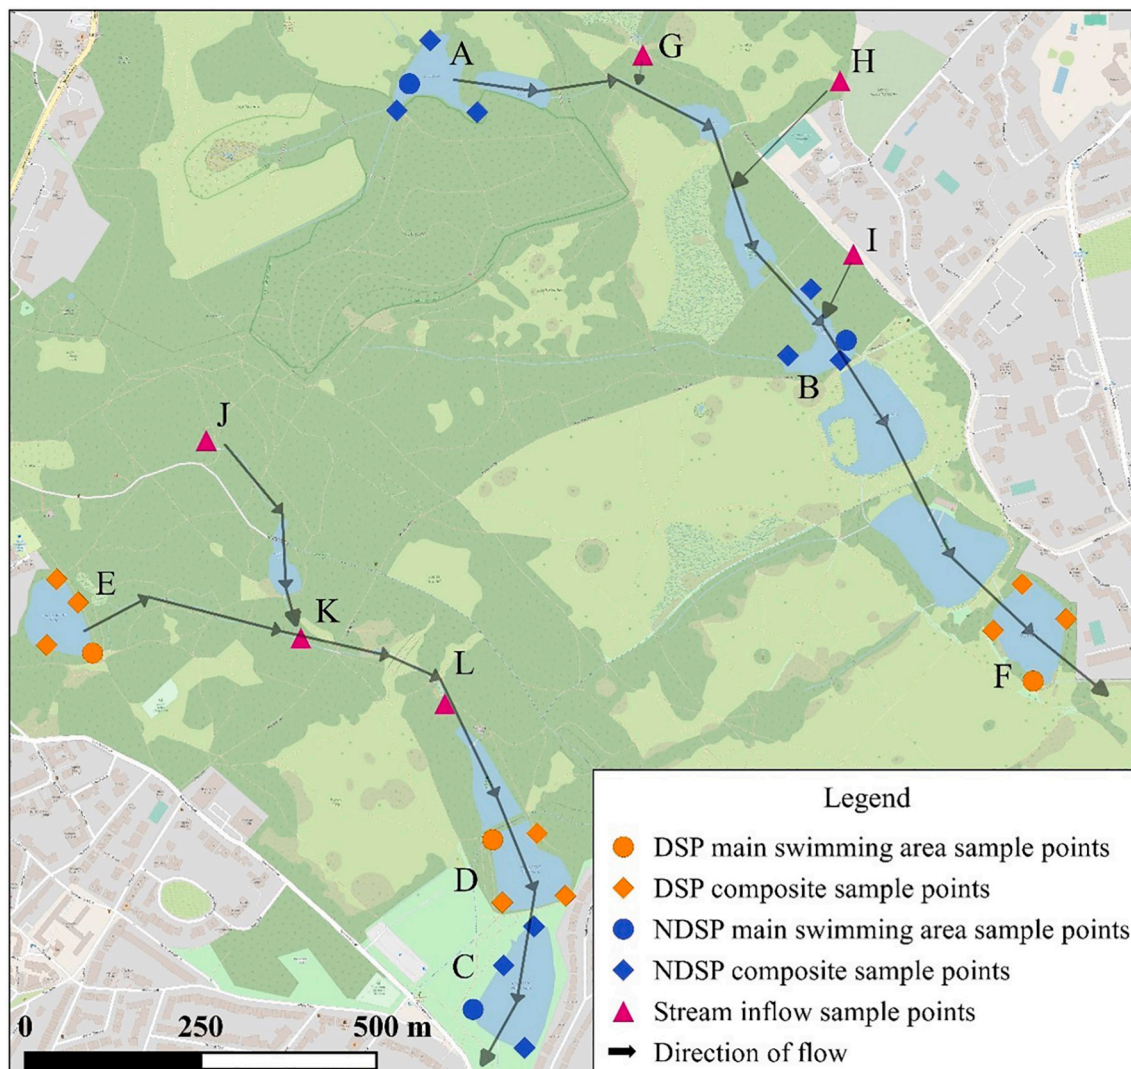 A
G
H
I
B
J
E
K
L
F
D
C
0 250 500 m
Legend
DSP main swimming area sample points
DSP composite sample points
NDSP main swimming area sample points
NDSP composite sample points
Stream inflow sample points
Direction of flow